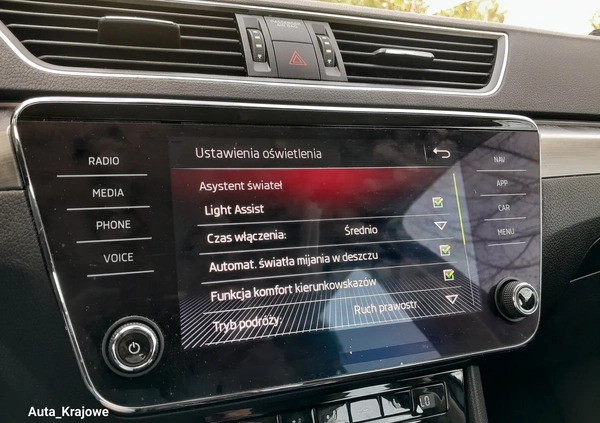 Ustawienia oświetlenia
RADIO
MEDIA
PHONE
VOICE
Asystent świateł
Light Assist
Czas włączenia: Średnio
Automat. światła mijania w deszczu
Funkcja komfort kierunkowskazów
Tryb podróży: Ruch prawostr.
NAV
APP
CAR
MENU
Auta_Krajowe